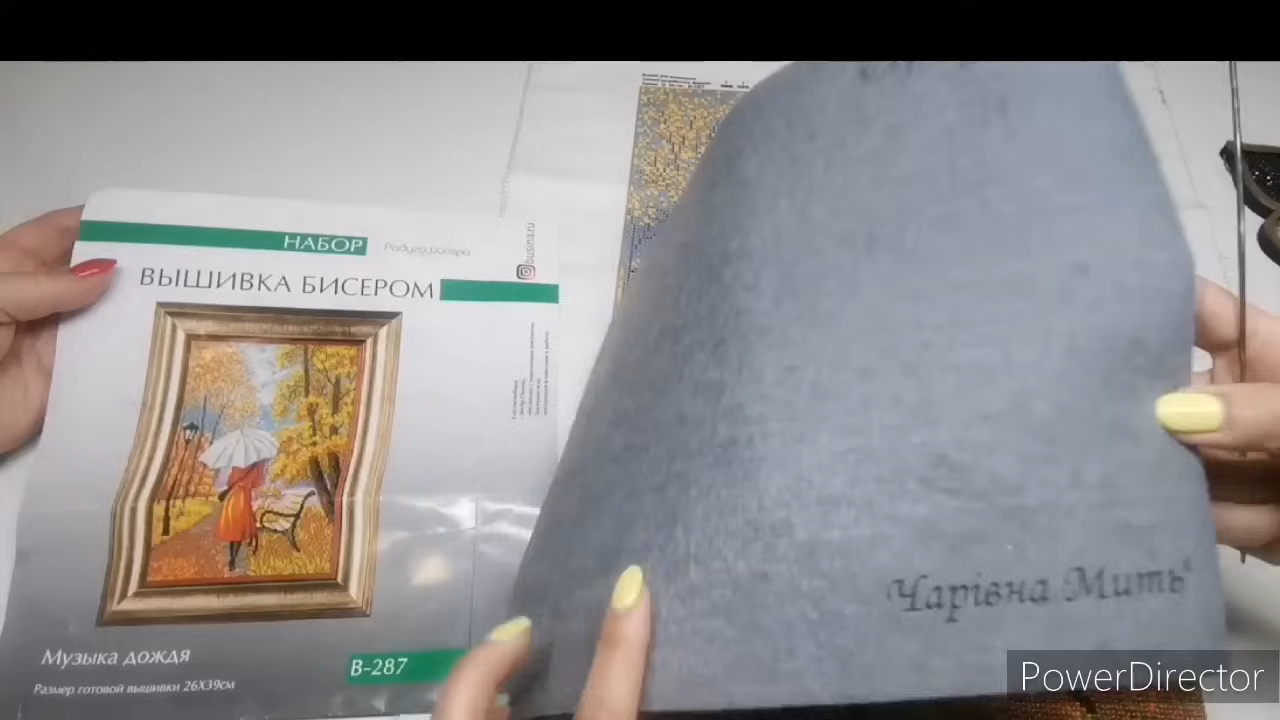 НАБОР
Радуга бисера
ВЫШИВКА БИСЕРОМ
busina.ru
Музыка дождя
В-287
Размер готовой вышивки 26Х39см
Чарівна Мить
PowerDirector